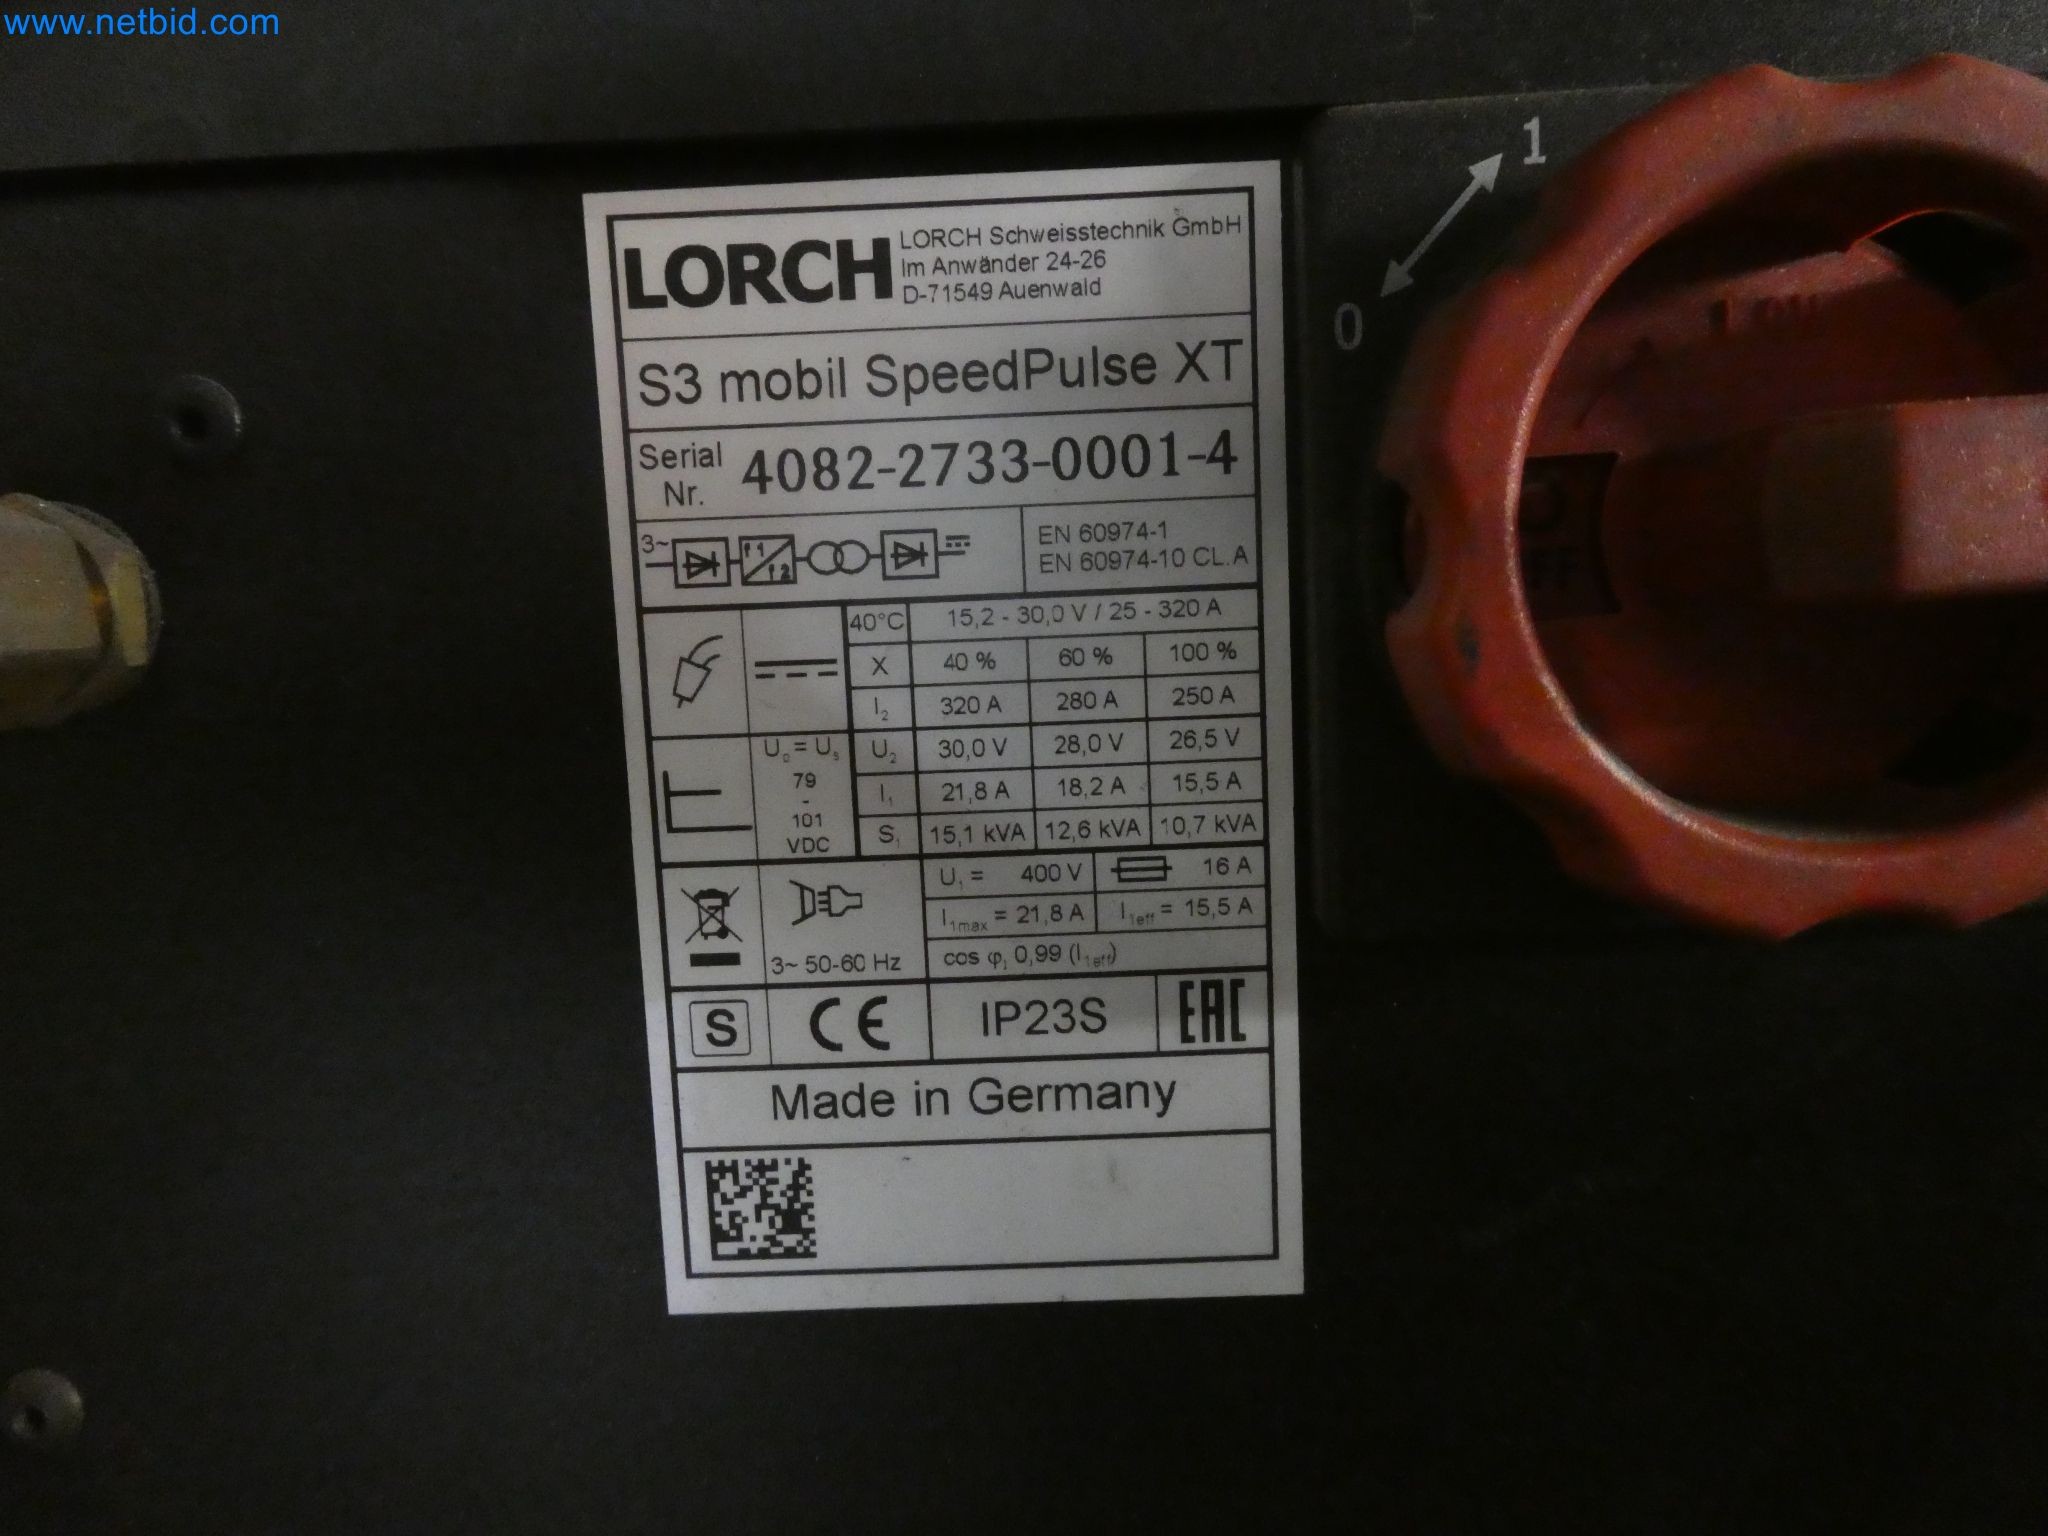 www.netbid.com
1
0
LORCH
LORCH Schweisstechnik GmbH
Im Anwänder 24-26
D-71549 Auenwald
S3 mobil SpeedPulse XT
Serial Nr. 4082-2733-0001-4
3~ f1 f2
EN 60974-1
EN 60974-10 CL.A
40°C 15,2 - 30,0 V / 25 - 320 A
X 40 % 60 % 100 %
I2 320 A 280 A 250 A
U0 = Us
79
-
101
VDC
U2 30,0 V 28,0 V 26,5 V
I1 21,8 A 18,2 A 15,5 A
S1 15,1 kVA 12,6 kVA 10,7 kVA
U1 = 400 V 16 A
I1max = 21,8 A I1eff = 15,5 A
3~ 50-60 Hz
cos φ1 0,99 (I1eff)
S CE IP23S EAC
Made in Germany